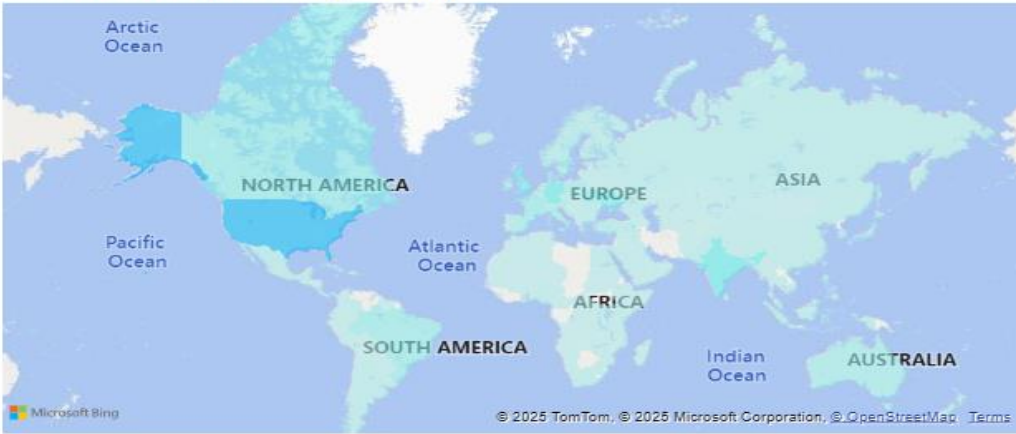 Arctic
Ocean
NORTH AMERICA
EUROPE
ASIA
Pacific
Ocean
Atlantic
Ocean
AFRICA
SOUTH AMERICA
Indian
Ocean
AUSTRALIA
Microsoft Bing
© 2025 TomTom, © 2025 Microsoft Corporation, © OpenStreetMap Terms